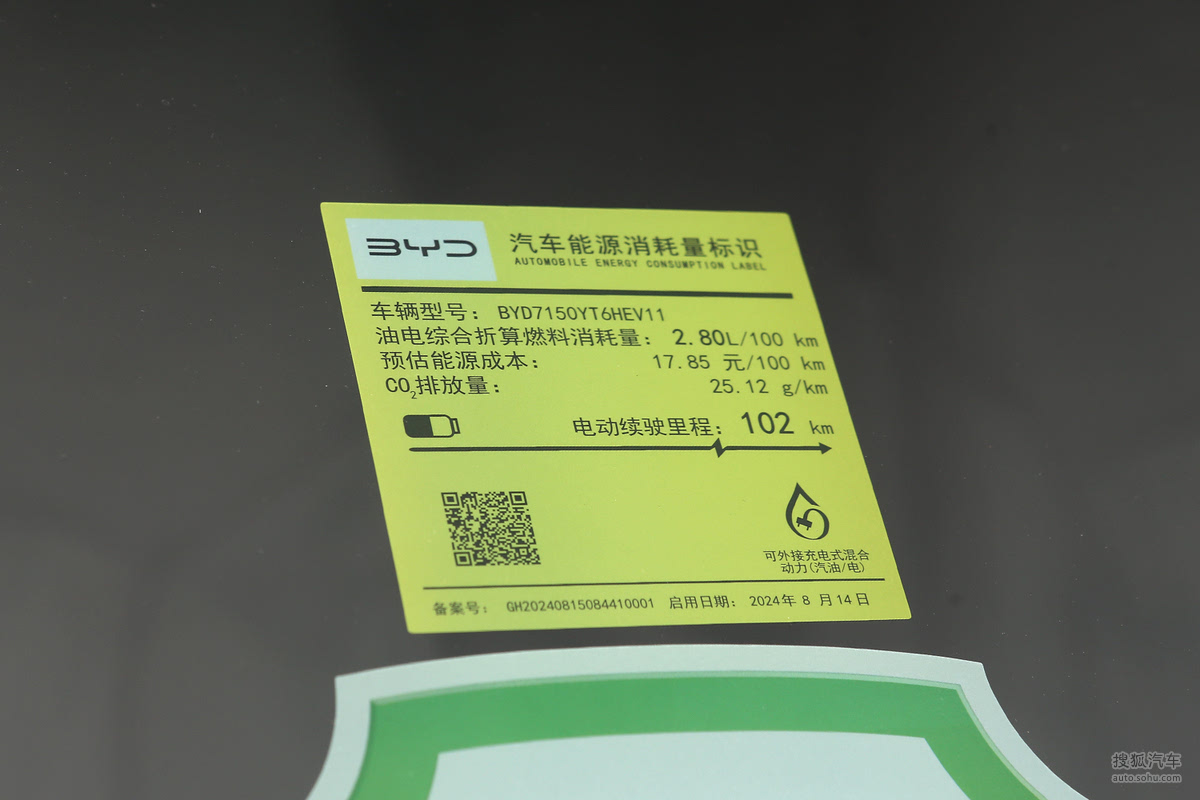 BYD
汽车能源消耗量标识
AUTOMOBILE ENERGY CONSUMPTION LABEL
车辆型号： BYD7150YT6HEV11
油电综合折算燃料消耗量： 2.80L/100 km
预估能源成本： 17.85 元/100 km
CO₂排放量： 25.12 g/km
电动续驶里程： 102 km
可外接充电式混合
动力(汽油/电)
备案号： GH20240815084410001 启用日期： 2024年 8 月14日
搜狐汽车
auto.sohu.com